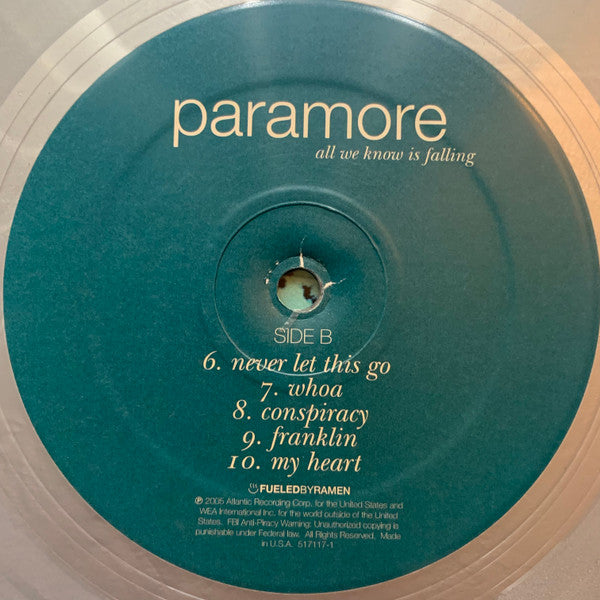 paramore
all we know is falling
SIDE B
6. never let this go
7. whoa
8. conspiracy
9. franklin
10. my heart
FUELEDBYRAMEN
℗ 2005 Atlantic Recording Corp. for the United States and
WEA International Inc. for the world outside of the United
States. FBI Anti-Piracy Warning: Unauthorized copying is
punishable under Federal law. All Rights Reserved. Made
in U.S.A. 517117-1